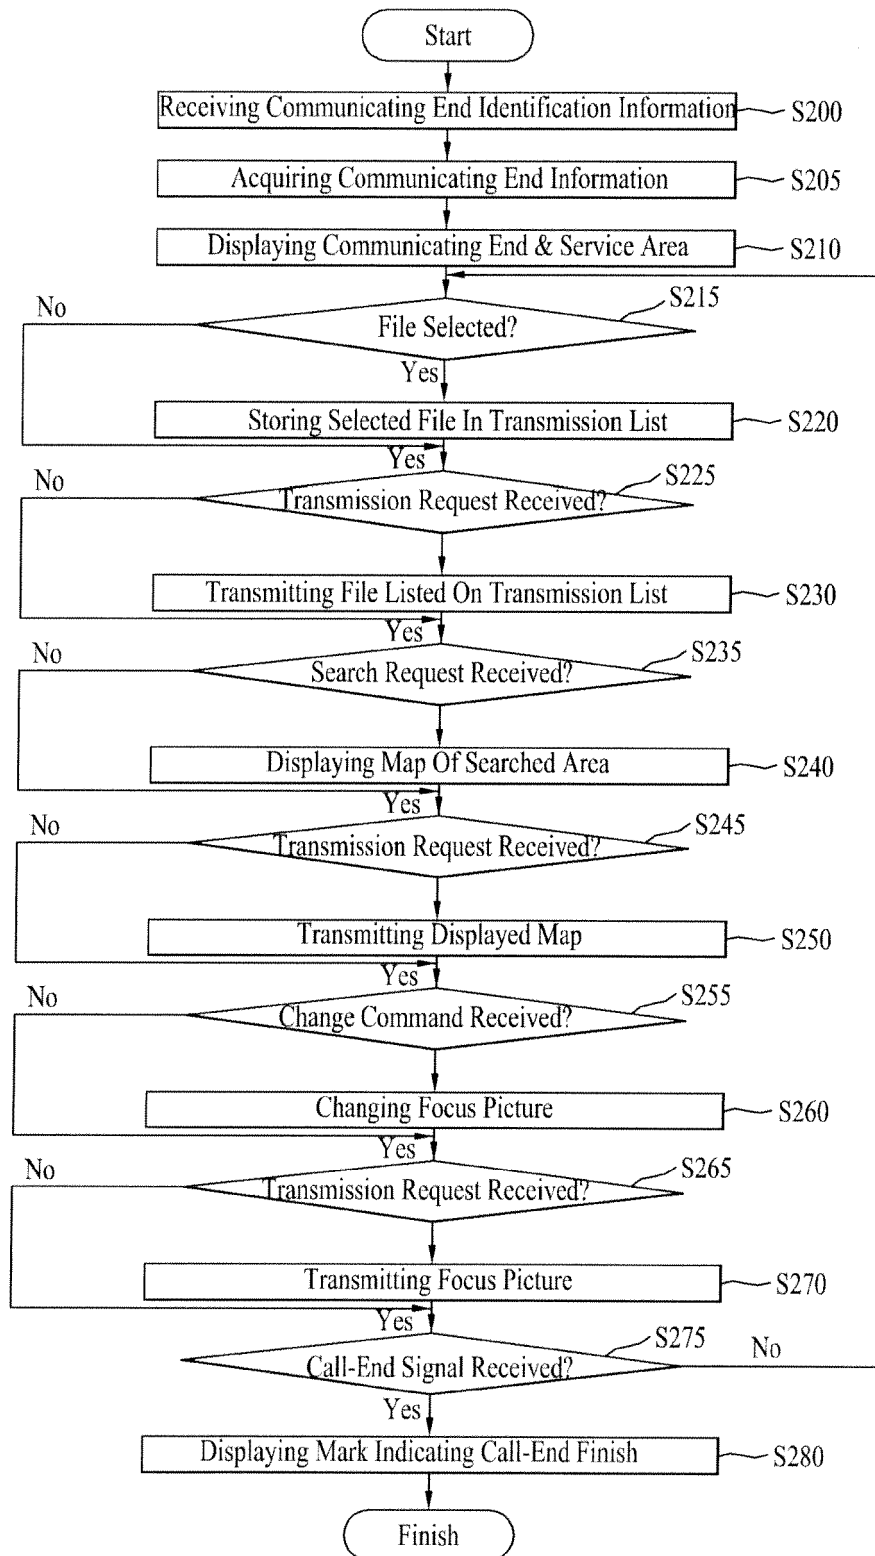 Start
Receiving Communicating End Identification Information
S200
Acquiring Communicating End Information
S205
Displaying Communicating End & Service Area
S210
S215
No
File Selected?
Yes
Storing Selected File In Transmission List
S220
Yes
S225
No
Transmission Request Received?
Transmitting File Listed On Transmission List
S230
Yes
S235
No
Search Request Received?
Displaying Map Of Searched Area
S240
Yes
S245
No
Transmission Request Received?
Transmitting Displayed Map
S250
Yes
S255
No
Change Command Received?
Changing Focus Picture
S260
Yes
S265
No
Transmission Request Received?
Transmitting Focus Picture
S270
Yes
S275
Call-End Signal Received?
No
Yes
Displaying Mark Indicating Call-End Finish
S280
Finish